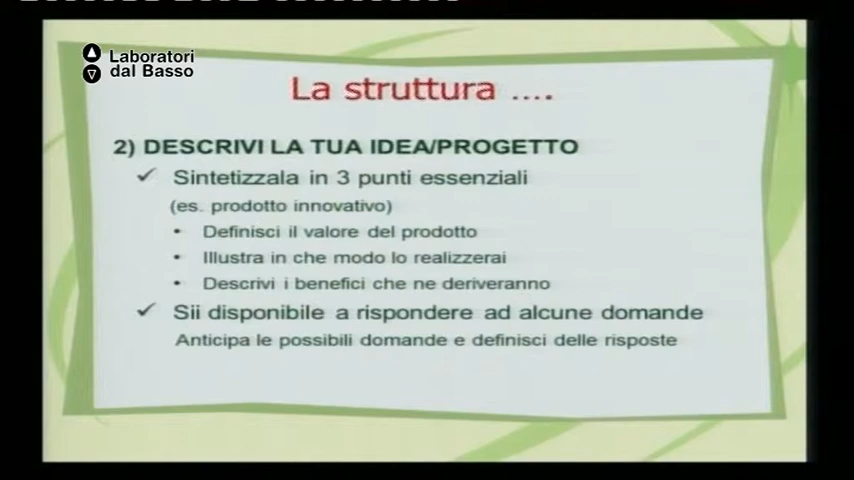 Laboratori
dal Basso
La struttura ....
2) DESCRIVI LA TUA IDEA/PROGETTO
✓ Sintetizzala in 3 punti essenziali
(es. prodotto innovativo)
• Definisci il valore del prodotto
• Illustra in che modo lo realizzerai
• Descrivi i benefici che ne deriveranno
✓ Sii disponibile a rispondere ad alcune domande
Anticipa le possibili domande e definisci delle risposte